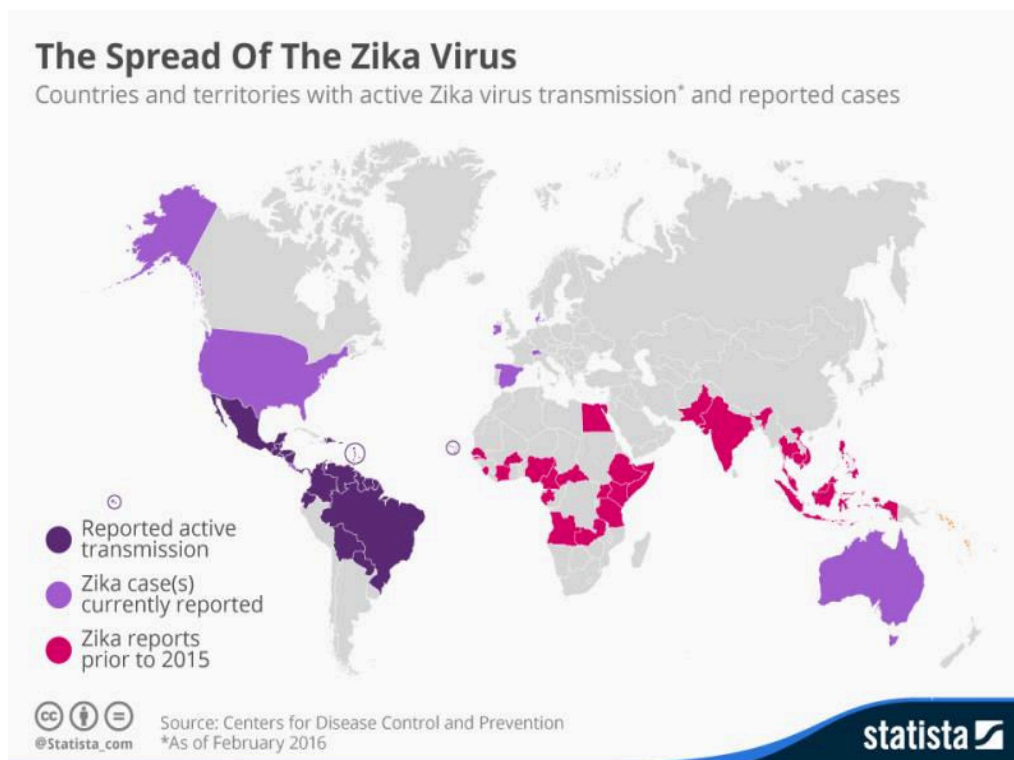 The Spread Of The Zika Virus
Countries and territories with active Zika virus transmission* and reported cases
Reported active
transmission
Zika case(s)
currently reported
Zika reports
prior to 2015
cc
@Statista_com
Source: Centers for Disease Control and Prevention
*As of February 2016
statista